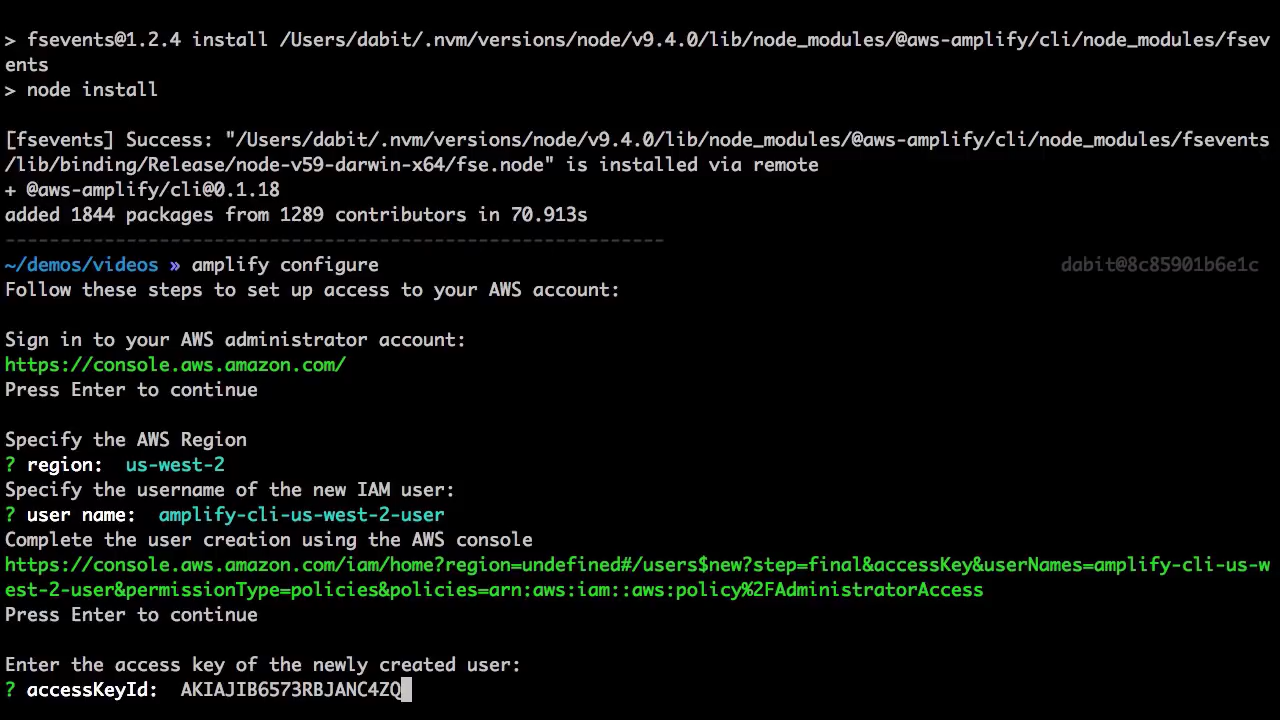 > fsevents@1.2.4 install /Users/dabit/.nvm/versions/node/v9.4.0/lib/node_modules/@aws-amplify/cli/node_modules/fsev
ents
> node install
[fsevents] Success: "/Users/dabit/.nvm/versions/node/v9.4.0/lib/node_modules/@aws-amplify/cli/node_modules/fsevents
/lib/binding/Release/node-v59-darwin-x64/fse.node" is installed via remote
+ @aws-amplify/cli@0.1.18
added 1844 packages from 1289 contributors in 70.913s
------------------------------------------------------------
~/demos/videos » amplify configure dabit@8c85901b6e1c
Follow these steps to set up access to your AWS account:
Sign in to your AWS administrator account:
https://console.aws.amazon.com/
Press Enter to continue
Specify the AWS Region
? region: us-west-2
Specify the username of the new IAM user:
? user name: amplify-cli-us-west-2-user
Complete the user creation using the AWS console
https://console.aws.amazon.com/iam/home?region=undefined#/users$new?step=final&accessKey&userNames=amplify-cli-us-w
est-2-user&permissionType=policies&policies=arn:aws:iam::aws:policy%2FAdministratorAccess
Press Enter to continue
Enter the access key of the newly created user:
? accessKeyId: AKIAJIB6573RBJANC4ZQ